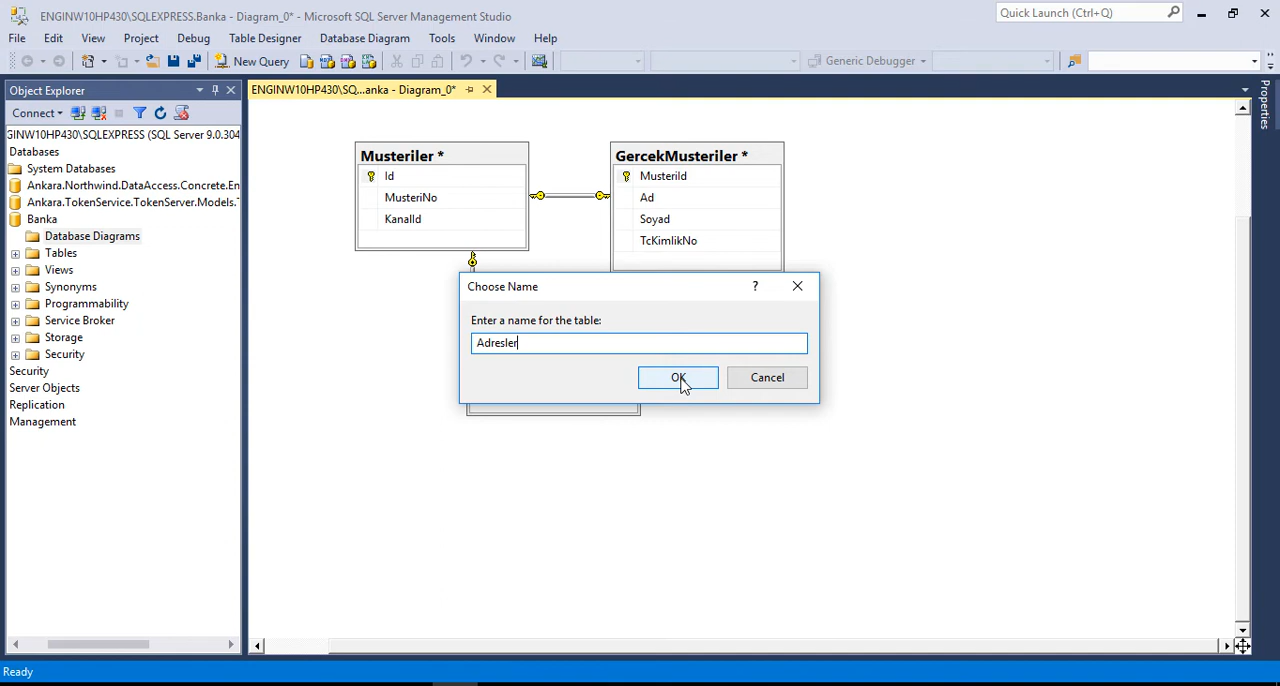 ENGINW10HP430\SQLEXPRESS.Banka - Diagram_0* - Microsoft SQL Server Management Studio
Quick Launch (Ctrl+Q)
File Edit View Project Debug Table Designer Database Diagram Tools Window Help
New Query
Generic Debugger
Object Explorer
ENGINW10HP430\SQ...anka - Diagram_0*
Properties
Connect
GINW10HP430\SQLEXPRESS (SQL Server 9.0.304
Databases
System Databases
Ankara.Northwind.DataAccess.Concrete.En
Ankara.TokenService.TokenServer.Models.
Banka
Database Diagrams
Tables
Views
Synonyms
Programmability
Service Broker
Storage
Security
Security
Server Objects
Replication
Management
Musteriler *
Id
MusteriNo
KanalId
GercekMusteriler *
MusteriId
Ad
Soyad
TcKimlikNo
Choose Name
?
Enter a name for the table:
Adresler
OK Cancel
Ready